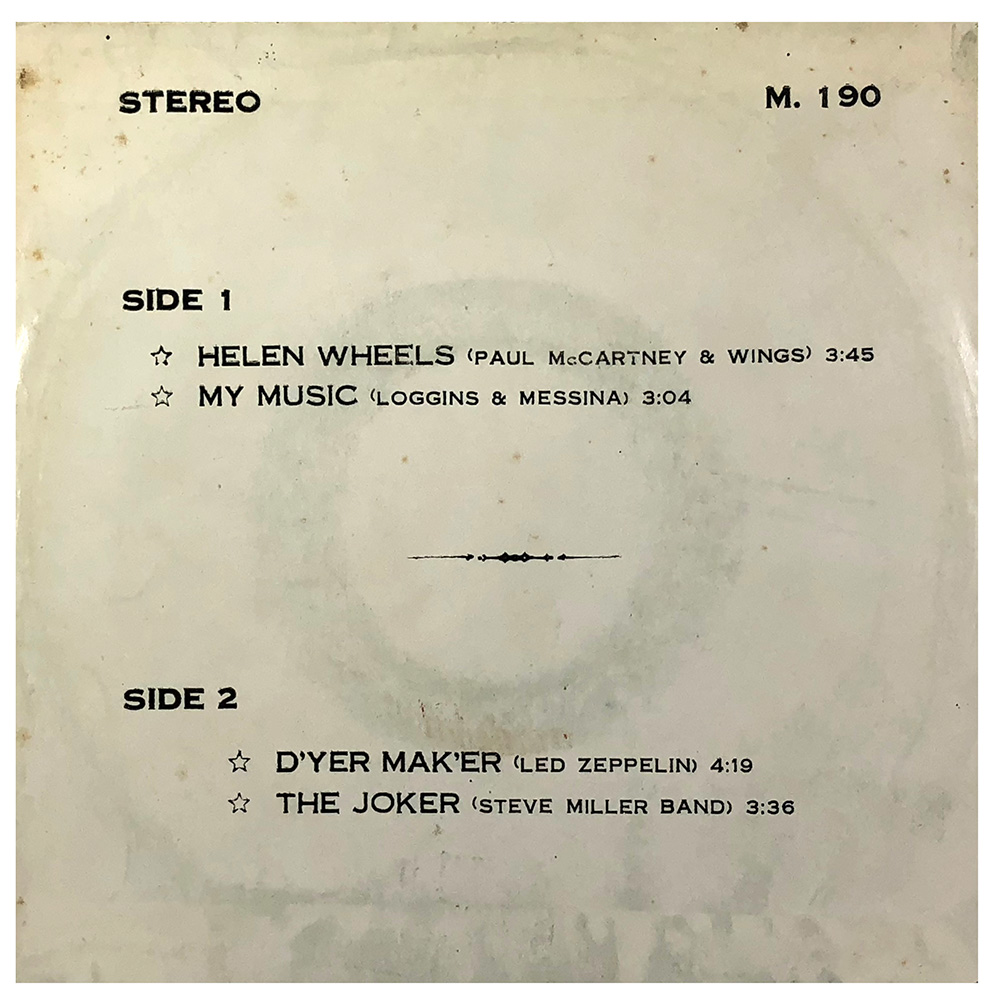 STEREO M. 190
SIDE 1
☆ HELEN WHEELS (PAUL McCARTNEY & WINGS) 3:45
☆ MY MUSIC (LOGGINS & MESSINA) 3:04
SIDE 2
☆ D'YER MAK'ER (LED ZEPPELIN) 4:19
☆ THE JOKER (STEVE MILLER BAND) 3:36